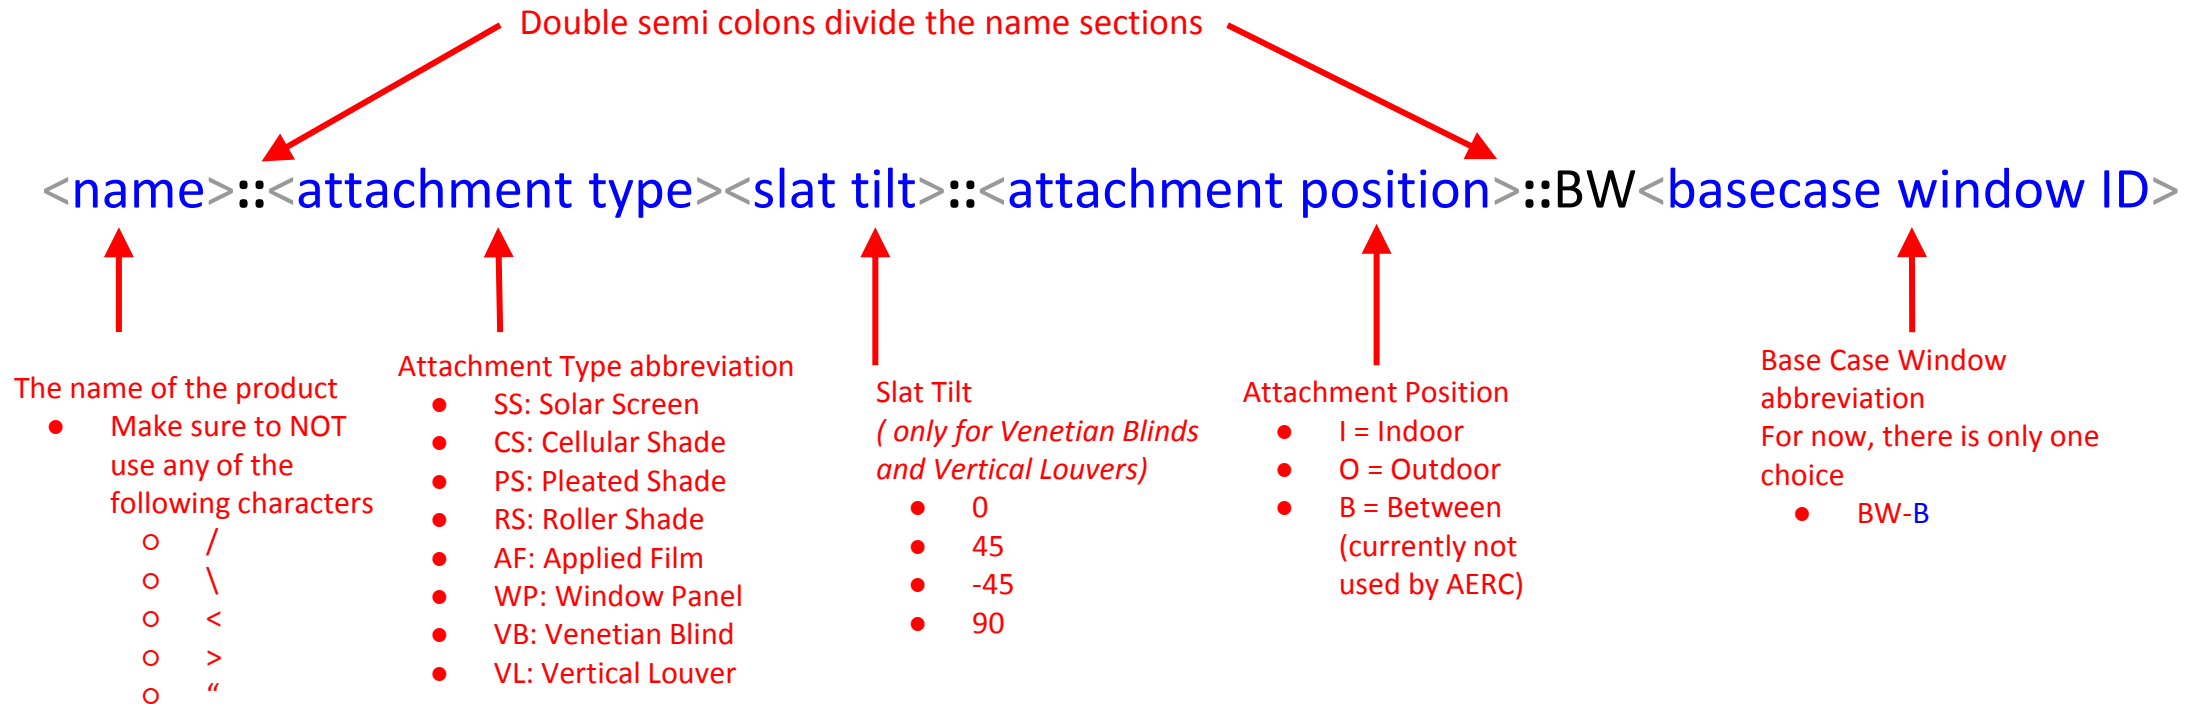 Double semi colons divide the name sections
<name>::<attachment type><slat tilt>::<attachment position>::BW<basecase window ID>
The name of the product
● Make sure to NOT
use any of the
following characters
○ /
○ \
○ <
○ >
○ “
Attachment Type abbreviation
● SS: Solar Screen
● CS: Cellular Shade
● PS: Pleated Shade
● RS: Roller Shade
● AF: Applied Film
● WP: Window Panel
● VB: Venetian Blind
● VL: Vertical Louver
Slat Tilt
( only for Venetian Blinds
and Vertical Louvers)
● 0
● 45
● -45
● 90
Attachment Position
● I = Indoor
● O = Outdoor
● B = Between
(currently not
used by AERC)
Base Case Window
abbreviation
For now, there is only one
choice
● BW-B